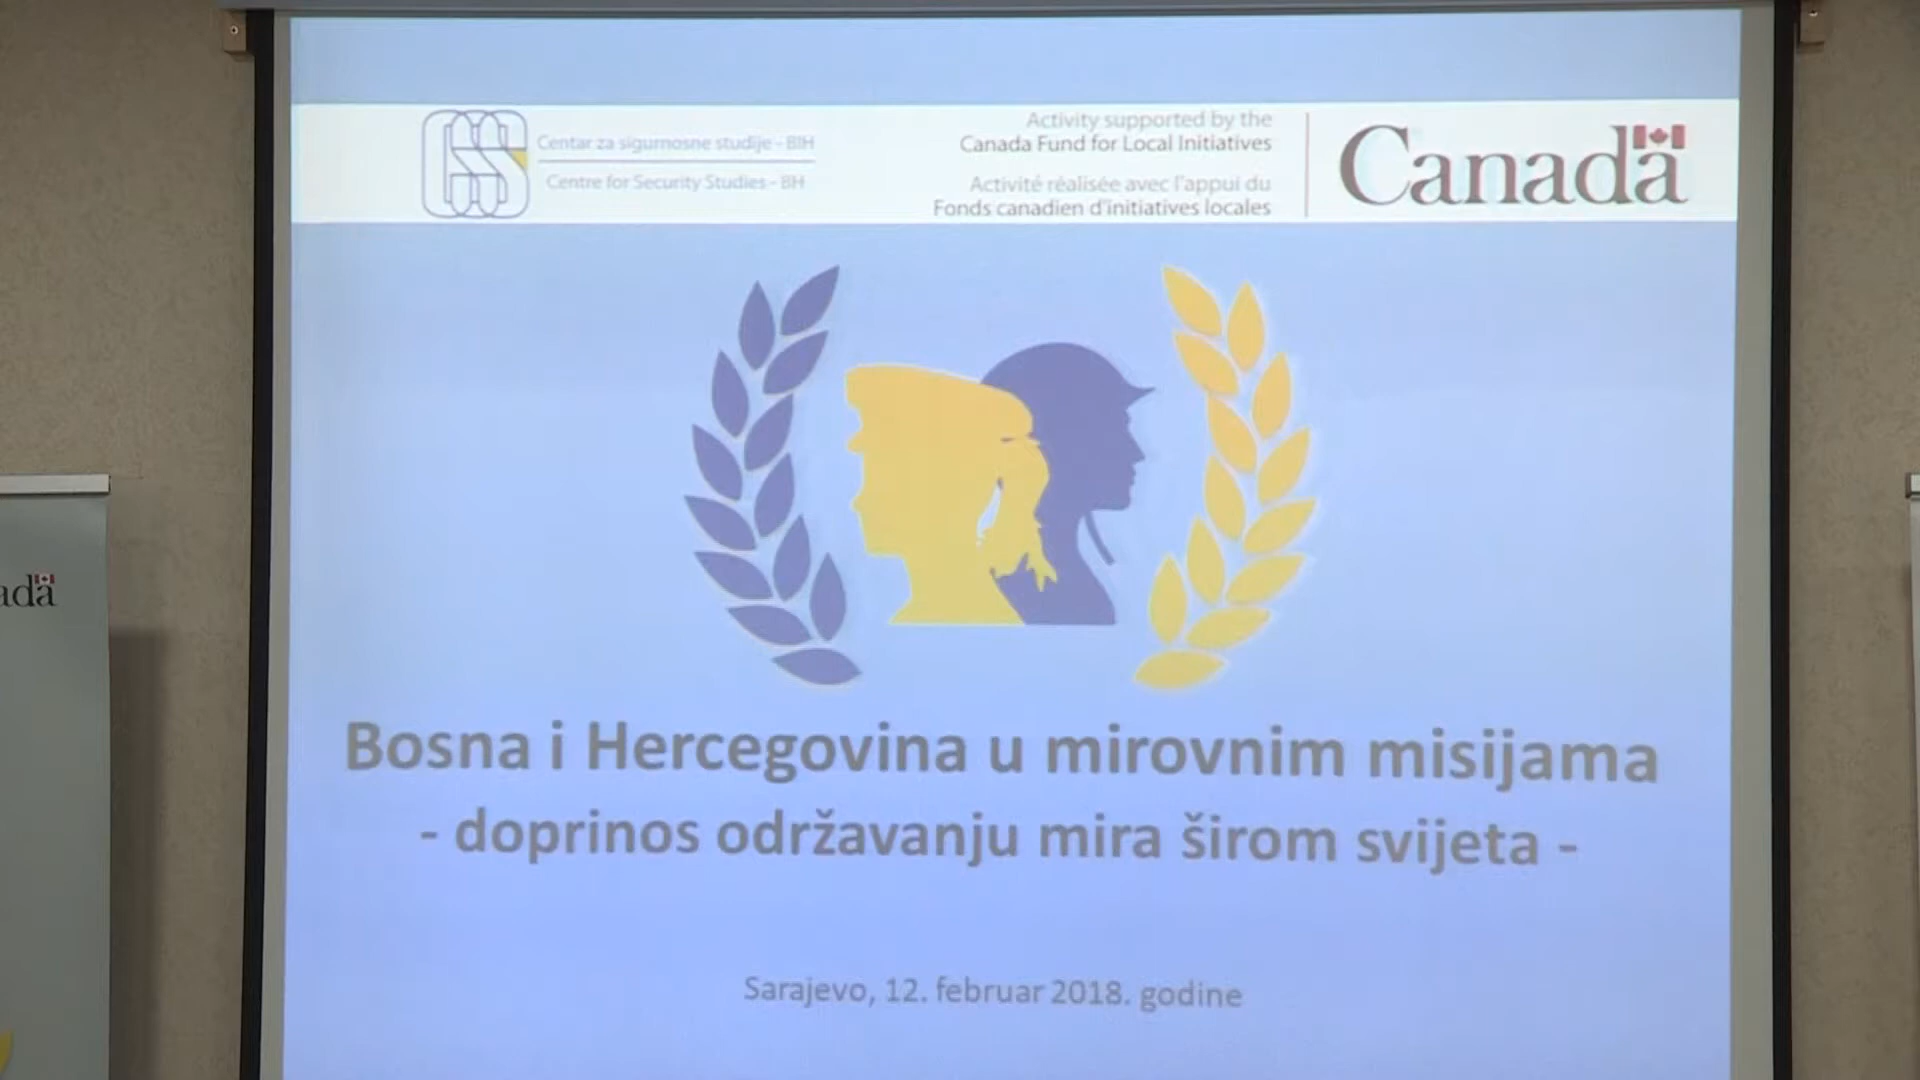 Centar za sigurnosne studije - BIH
Centre for Security Studies - BH
Activity supported by the
Canada Fund for Local Initiatives
Activité réalisée avec l'appui du
Fonds canadien d'initiatives locales
Canada
Bosna i Hercegovina u mirovnim misijama
- doprinos održavanju mira širom svijeta -
Sarajevo, 12. februar 2018. godine
ada